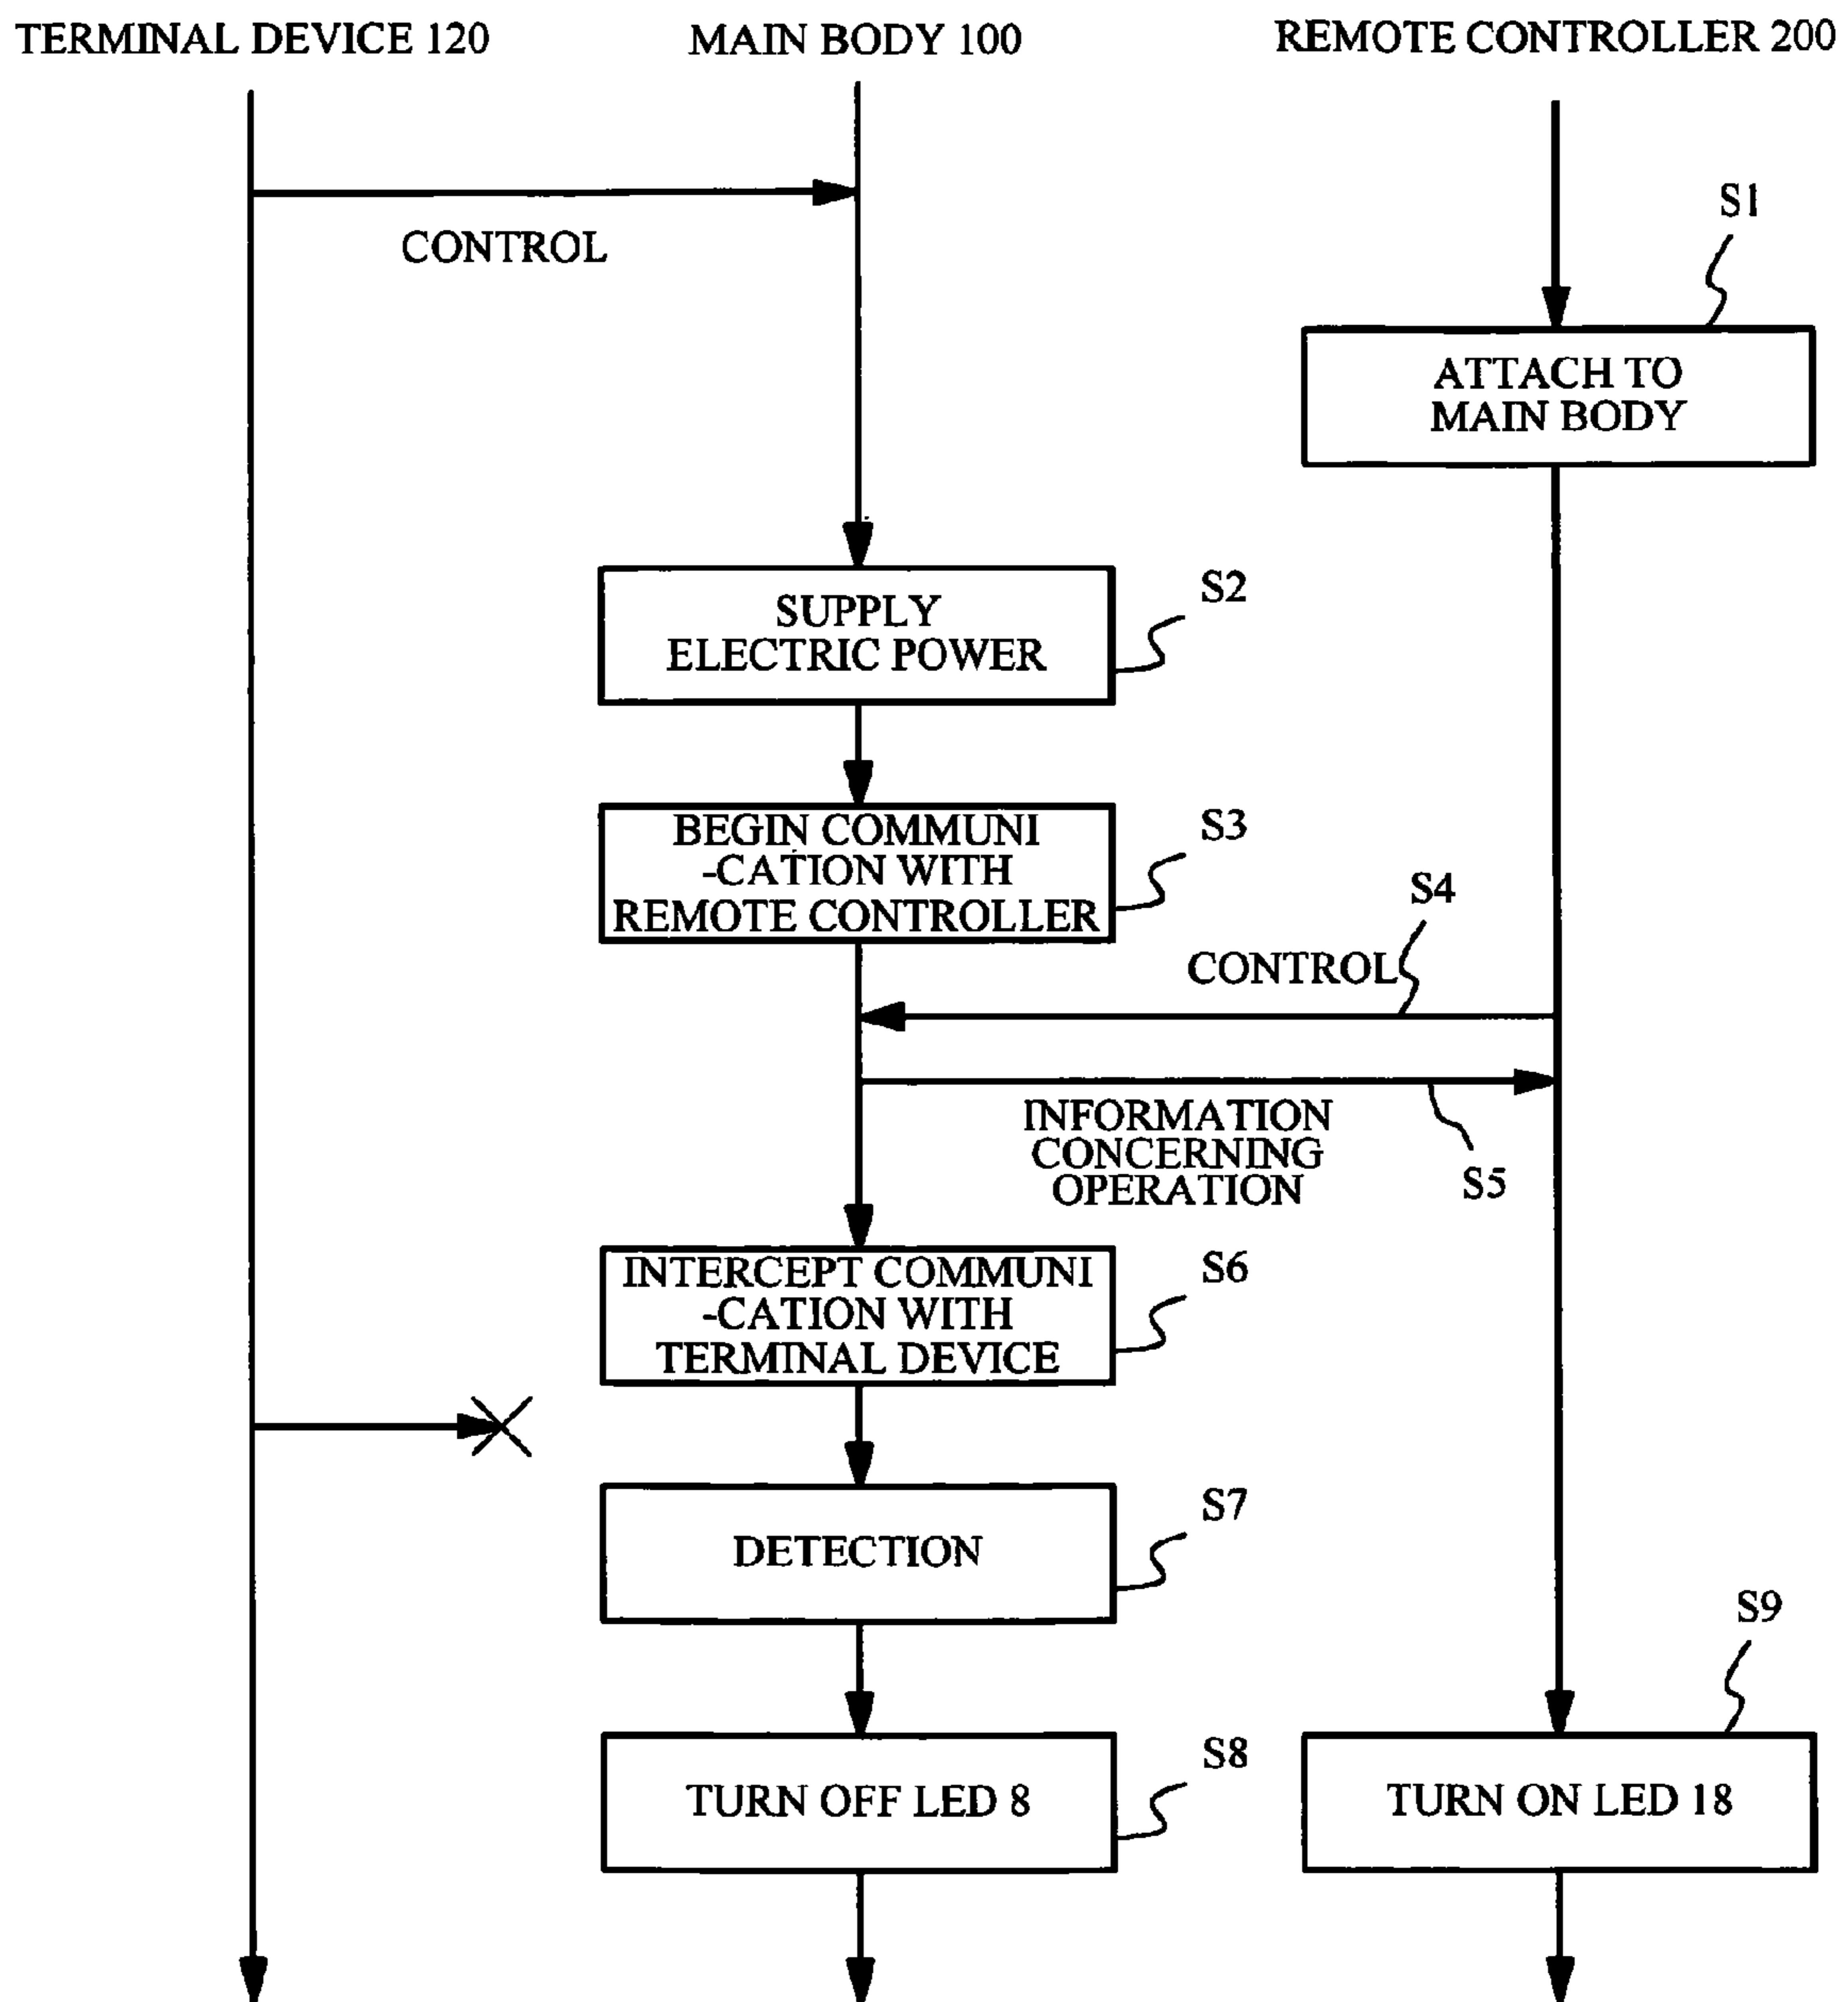 TERMINAL DEVICE 120
MAIN BODY 100
REMOTE CONTROLLER 200
CONTROL
S1
ATTACH TO
MAIN BODY
S2
SUPPLY
ELECTRIC POWER
S3
BEGIN COMMUNI
-CATION WITH
REMOTE CONTROLLER
S4
CONTROL
INFORMATION
CONCERNING
OPERATION
S5
S6
INTERCEPT COMMUNI
-CATION WITH
TERMINAL DEVICE
S7
DETECTION
S8
TURN OFF LED 8
S9
TURN ON LED 18